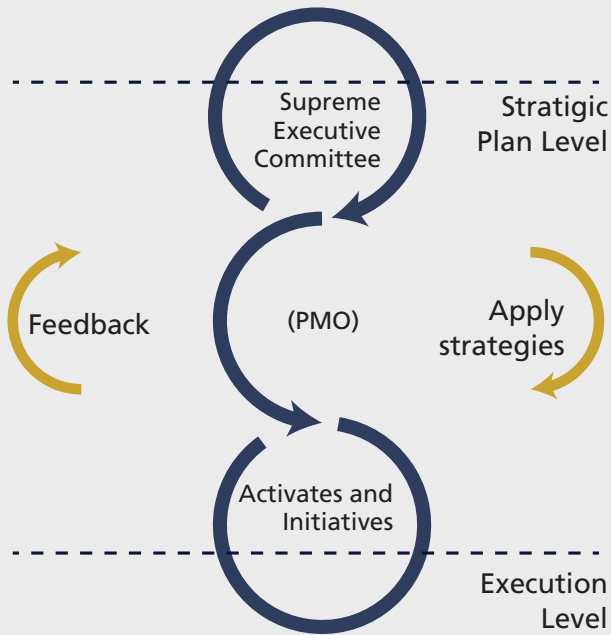 Supreme
Executive
Committee
Stratigic
Plan Level
Feedback
(PMO)
Apply
strategies
Activates and
Initiatives
Execution
Level